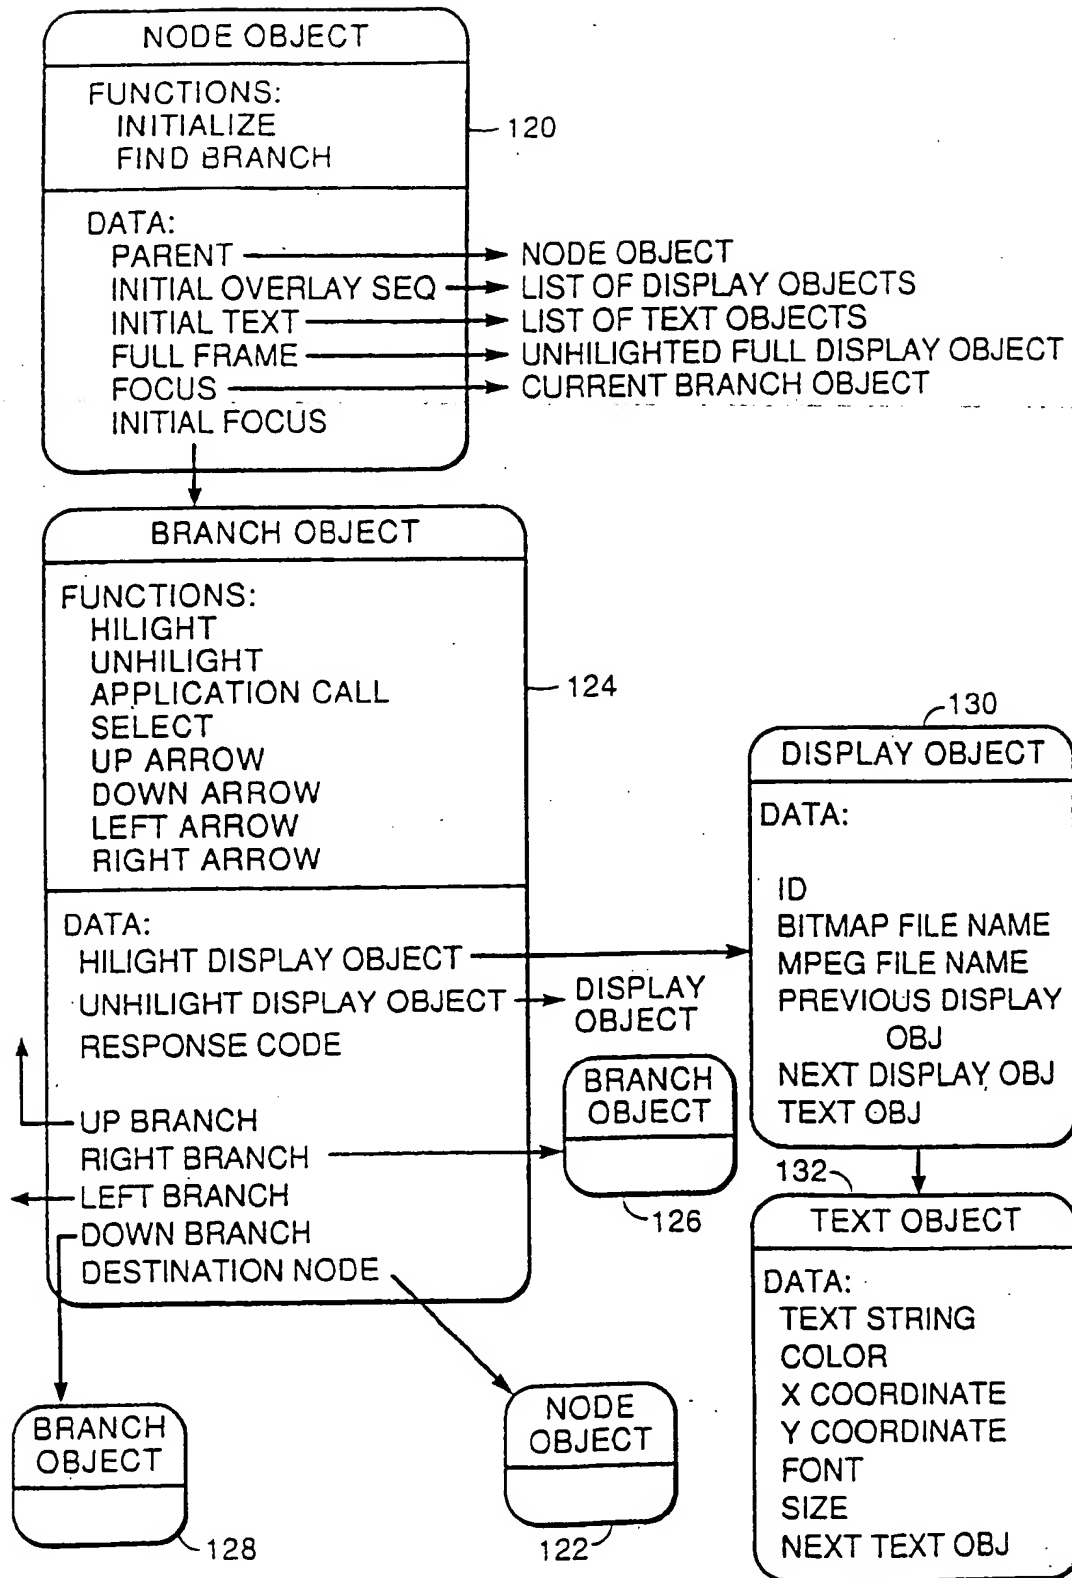 NODE OBJECT
FUNCTIONS:
INITIALIZE
FIND BRANCH
120
DATA:
PARENT
NODE OBJECT
INITIAL OVERLAY SEQ
LIST OF DISPLAY OBJECTS
INITIAL TEXT
LIST OF TEXT OBJECTS
FULL FRAME
UNHILIGHTED FULL DISPLAY OBJECT
FOCUS
CURRENT BRANCH OBJECT
INITIAL FOCUS
BRANCH OBJECT
FUNCTIONS:
HILIGHT
UNHILIGHT
APPLICATION CALL
SELECT
UP ARROW
DOWN ARROW
LEFT ARROW
RIGHT ARROW
124
DATA:
HILIGHT DISPLAY OBJECT
UNHILIGHT DISPLAY OBJECT
DISPLAY
OBJECT
RESPONSE CODE
UP BRANCH
RIGHT BRANCH
LEFT BRANCH
DOWN BRANCH
DESTINATION NODE
BRANCH
OBJECT
126
130
DISPLAY OBJECT
DATA:
ID
BITMAP FILE NAME
MPEG FILE NAME
PREVIOUS DISPLAY
OBJ
NEXT DISPLAY OBJ
TEXT OBJ
132
TEXT OBJECT
DATA:
TEXT STRING
COLOR
X COORDINATE
Y COORDINATE
FONT
SIZE
NEXT TEXT OBJ
BRANCH
OBJECT
128
NODE
OBJECT
122